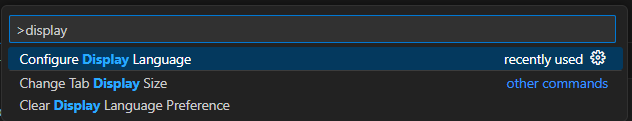 >display
Configure Display Language recently used
Change Tab Display Size other commands
Clear Display Language Preference